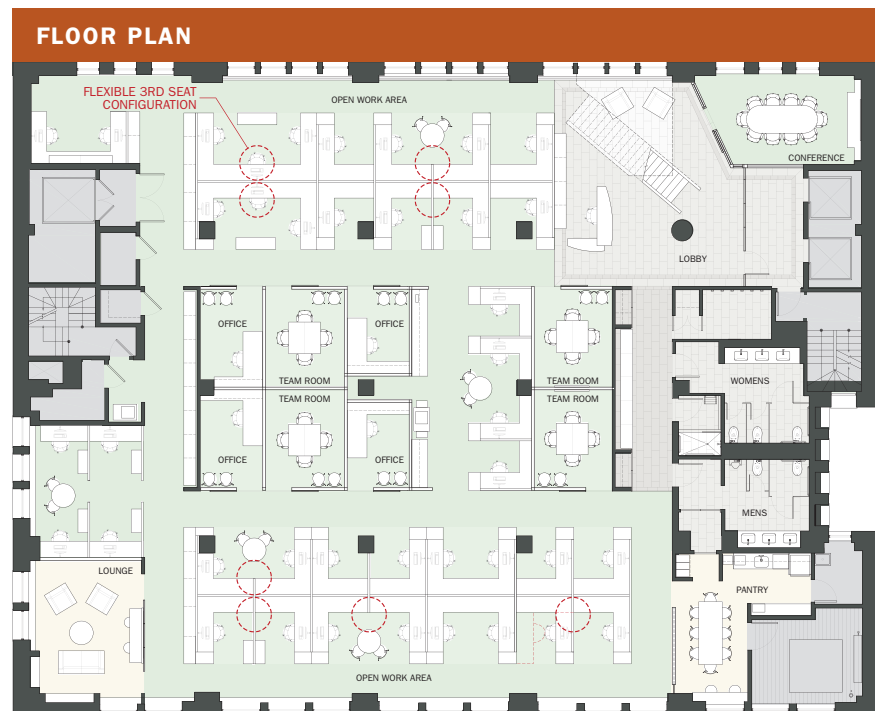 FLOOR PLAN
FLEXIBLE 3RD SEAT
CONFIGURATION
OPEN WORK AREA
CONFERENCE
LOBBY
OFFICE
OFFICE
TEAM ROOM
TEAM ROOM
TEAM ROOM
TEAM ROOM
WOMENS
OFFICE
OFFICE
MENS
LOUNGE
PANTRY
OPEN WORK AREA